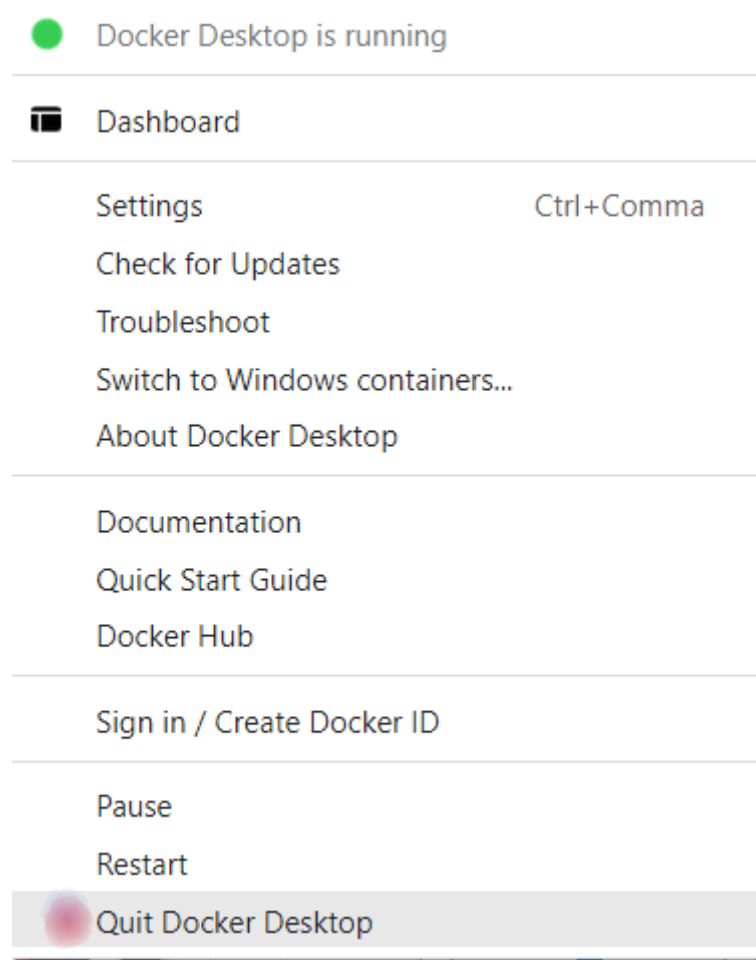 Docker Desktop is running
Dashboard
Settings Ctrl+Comma
Check for Updates
Troubleshoot
Switch to Windows containers...
About Docker Desktop
Documentation
Quick Start Guide
Docker Hub
Sign in / Create Docker ID
Pause
Restart
Quit Docker Desktop